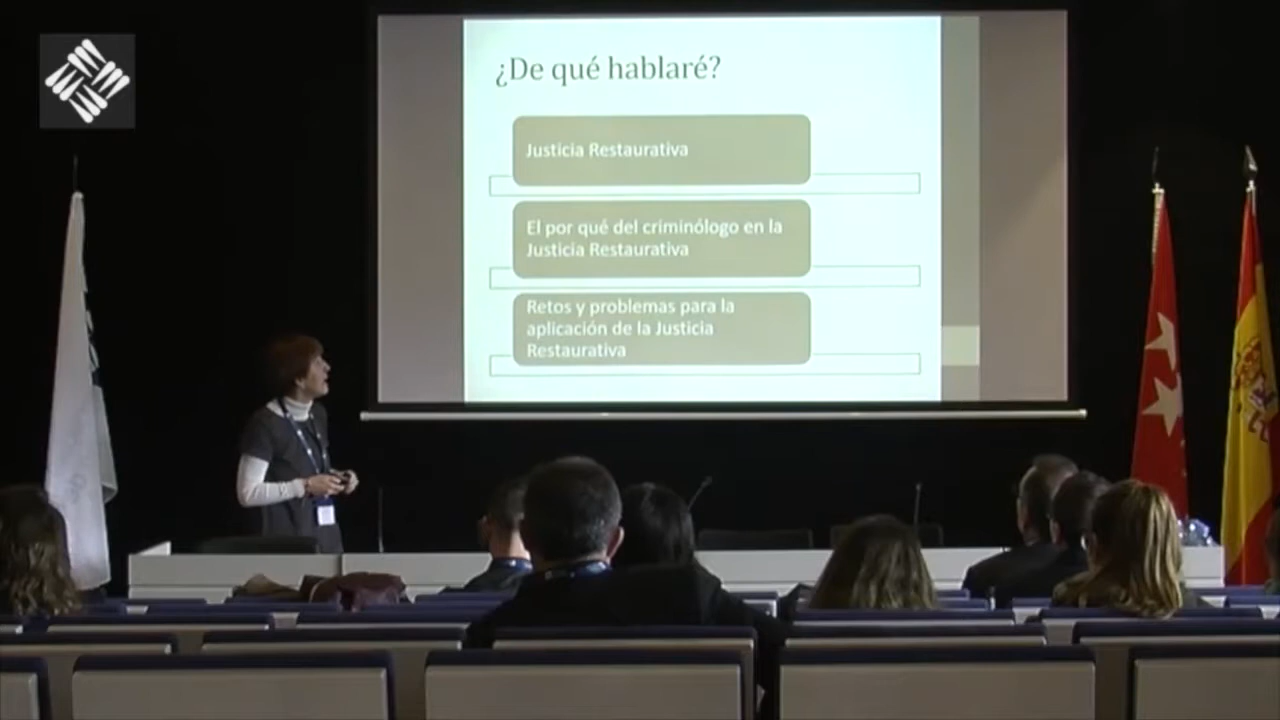 ¿De qué hablaré?
Justicia Restaurativa
El por qué del criminólogo en la
Justicia Restaurativa
Retos y problemas para la
aplicación de la Justicia
Restaurativa